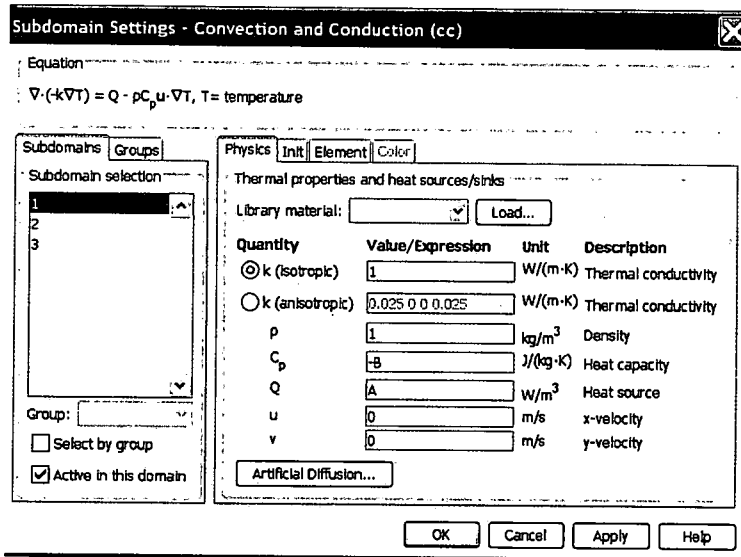 Subdomain Settings - Convection and Conduction (cc)
Equation
∇·(-k∇T) = Q - ρCpu·∇T, T= temperature
Subdomains Groups
Subdomain selection
1
2
3
Group:
Select by group
Active in this domain
Physics Init Element Color
Thermal properties and heat sources/sinks
Library material: Load...
Quantity Value/Expression Unit Description
k (isotropic) 1 W/(m·K) Thermal conductivity
k (anisotropic) 0.025 0 0 0.025 W/(m·K) Thermal conductivity
ρ 1 kg/m³ Density
Cp -B J/(kg·K) Heat capacity
Q A W/m³ Heat source
u 0 m/s x-velocity
v 0 m/s y-velocity
Artificial Diffusion...
OK Cancel Apply Help